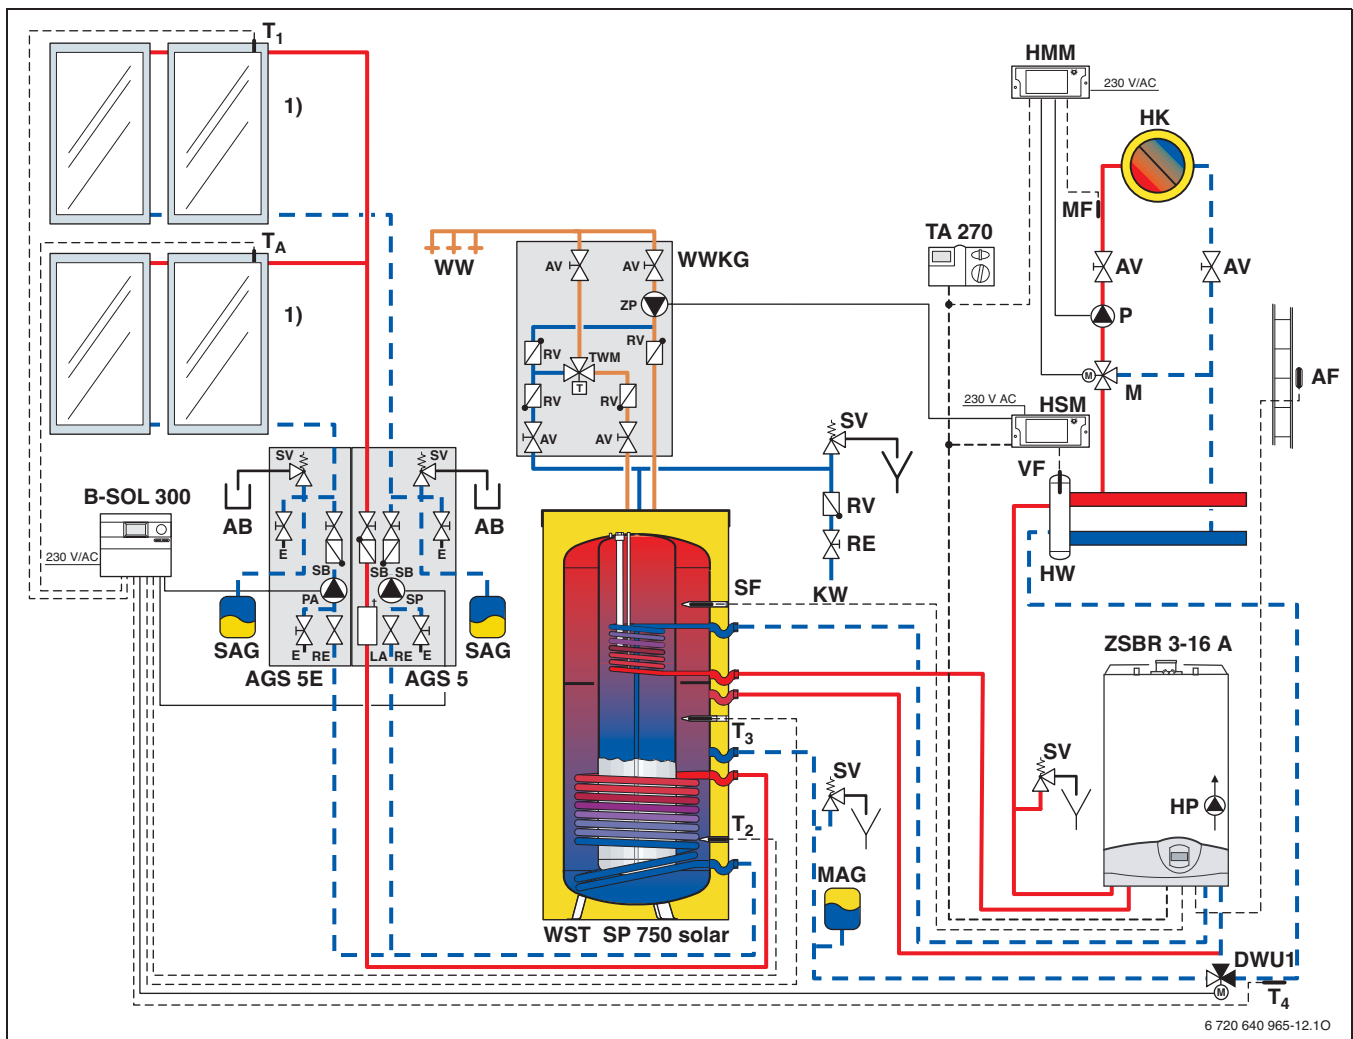 T1
HMM
230 V/AC
HK
1)
MF
TA
TA 270
WW
AV
AV
WWKG
AV
AV
ZP
1)
P
RV
RV
TWM
T
M
M
AF
RV
RV
230 V AC
HSM
AV
AV
SV
SV
SV
VF
B-SOL 300
AB
AB
RV
230 V/AC
E
E
RE
SB
SB
SB
HW
PA
SP
SF
KW
SAG
SAG
E
RE
LA
RE
E
ZSBR 3-16 A
AGS 5E
AGS 5
T3
SV
SV
HP
T2
MAG
WST
SP 750 solar
DWU1
M
T4
6 720 640 965-12.1O